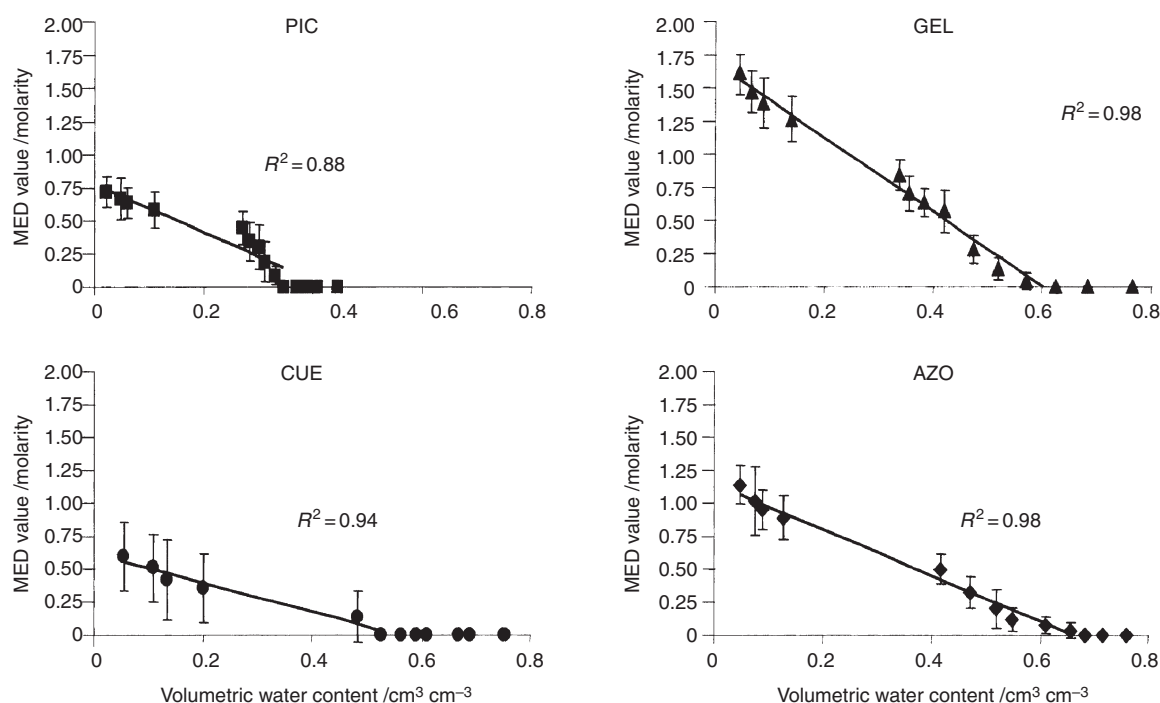 PIC
2.00
1.75
1.50
1.25
1.00
0.75
0.50
0.25
0
MED value /molarity
R² = 0.88
0 0.2 0.4 0.6 0.8
GEL
2.00
1.75
1.50
1.25
1.00
0.75
0.50
0.25
0
MED value /molarity
R² = 0.98
0 0.2 0.4 0.6 0.8
CUE
2.00
1.75
1.50
1.25
1.00
0.75
0.50
0.25
0
MED value /molarity
R² = 0.94
0 0.2 0.4 0.6 0.8
Volumetric water content /cm³ cm⁻³
AZO
2.00
1.75
1.50
1.25
1.00
0.75
0.50
0.25
0
MED value /molarity
R² = 0.98
0 0.2 0.4 0.6 0.8
Volumetric water content /cm³ cm⁻³